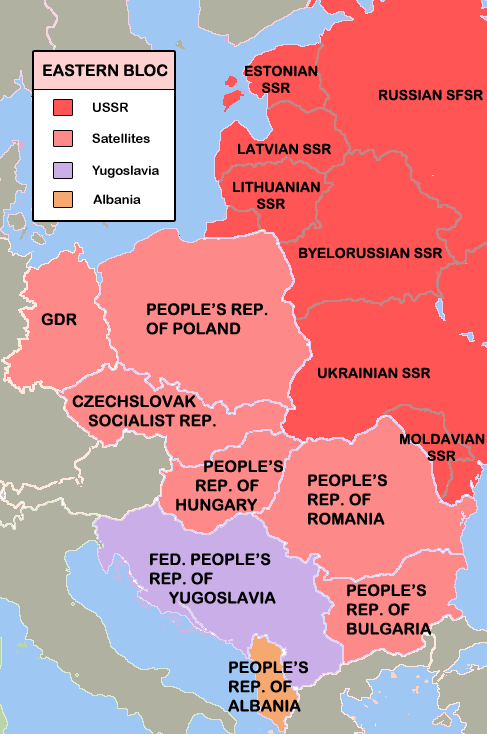 EASTERN BLOC
USSR
Satellites
Yugoslavia
Albania
ESTONIAN
SSR
RUSSIAN SFSR
LATVIAN SSR
LITHUANIAN
SSR
BYELORUSSIAN SSR
GDR
PEOPLE'S REP.
OF POLAND
UKRAINIAN SSR
CZECHSLOVAK
SOCIALIST REP.
MOLDAVIAN
SSR
PEOPLE'S
REP. OF
HUNGARY
PEOPLE'S
REP. OF
ROMANIA
FED. PEOPLE'S
REP. OF
YUGOSLAVIA
PEOPLE'S
REP. OF
BULGARIA
PEOPLE'S
REP. OF
ALBANIA